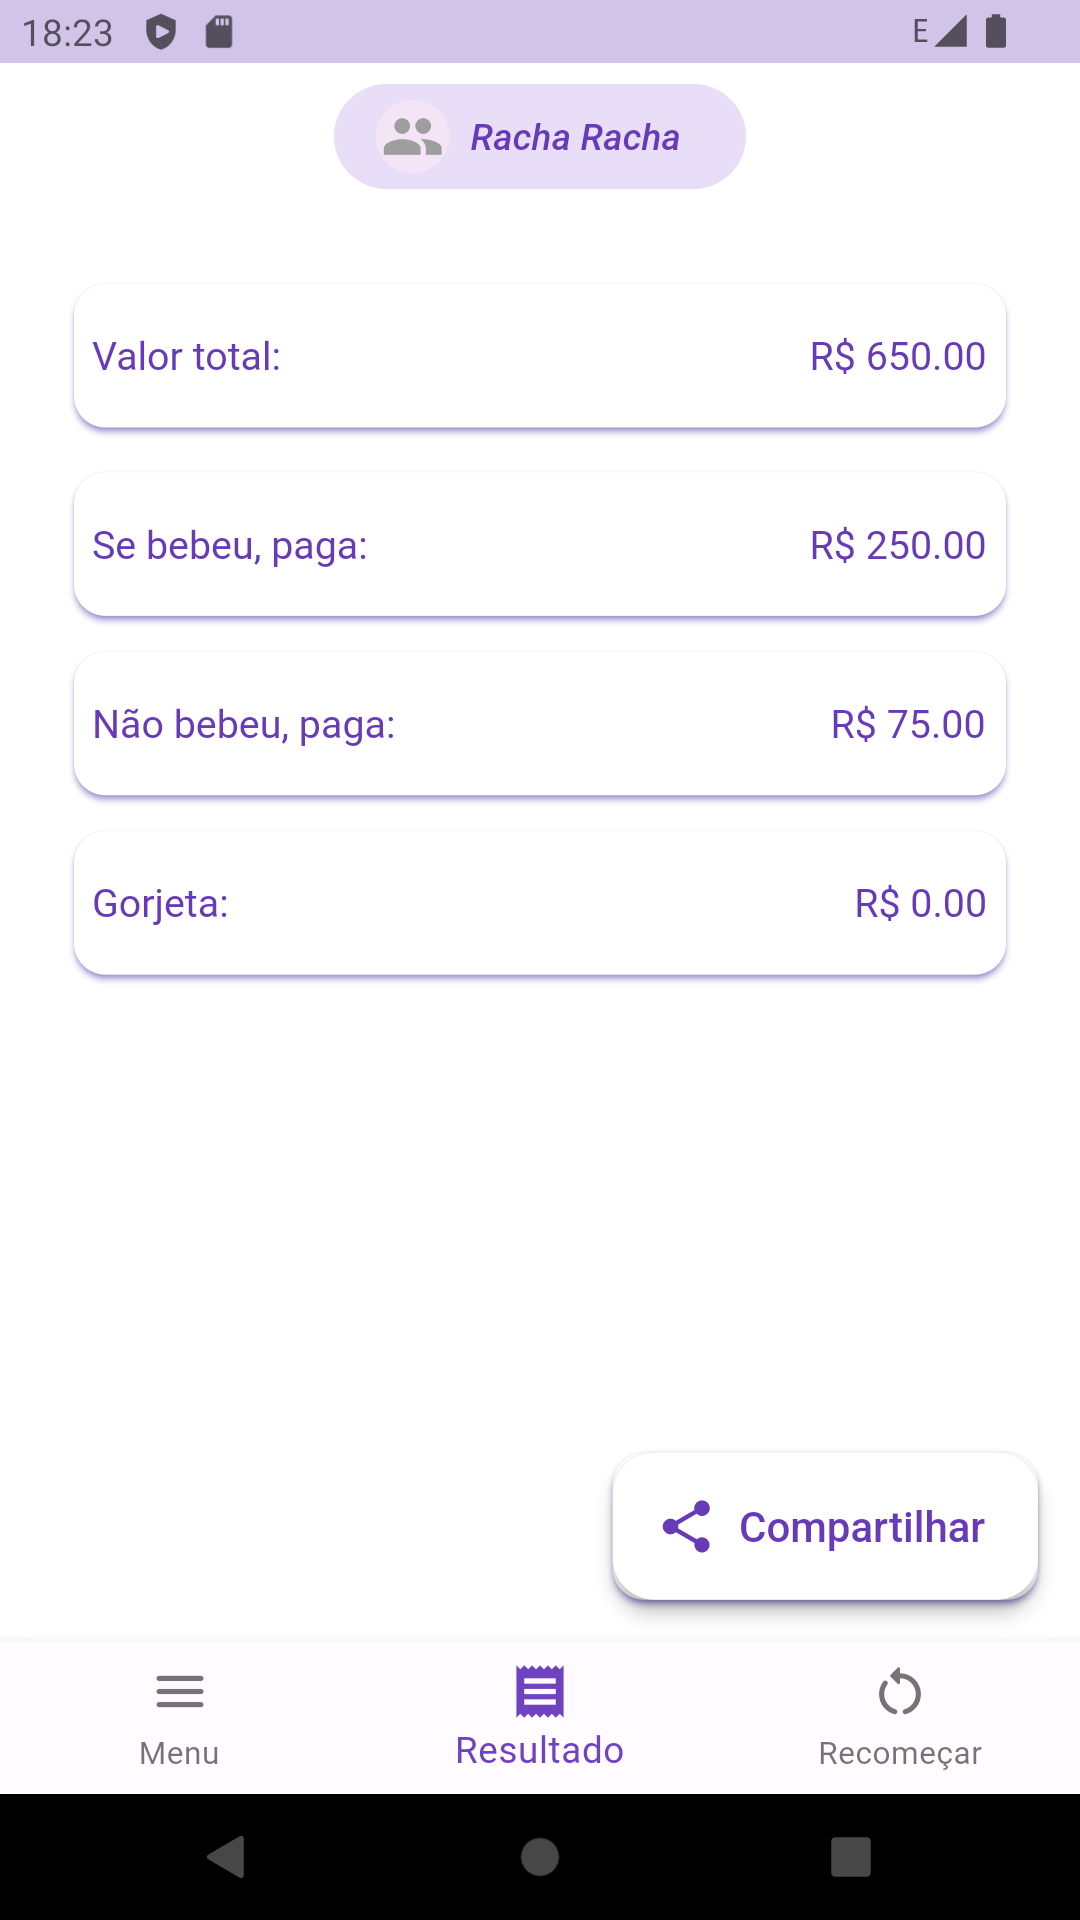 18:23 E
Racha Racha
Valor total: R$ 650.00
Se bebeu, paga: R$ 250.00
Não bebeu, paga: R$ 75.00
Gorjeta: R$ 0.00
Compartilhar
Menu Resultado Recomeçar